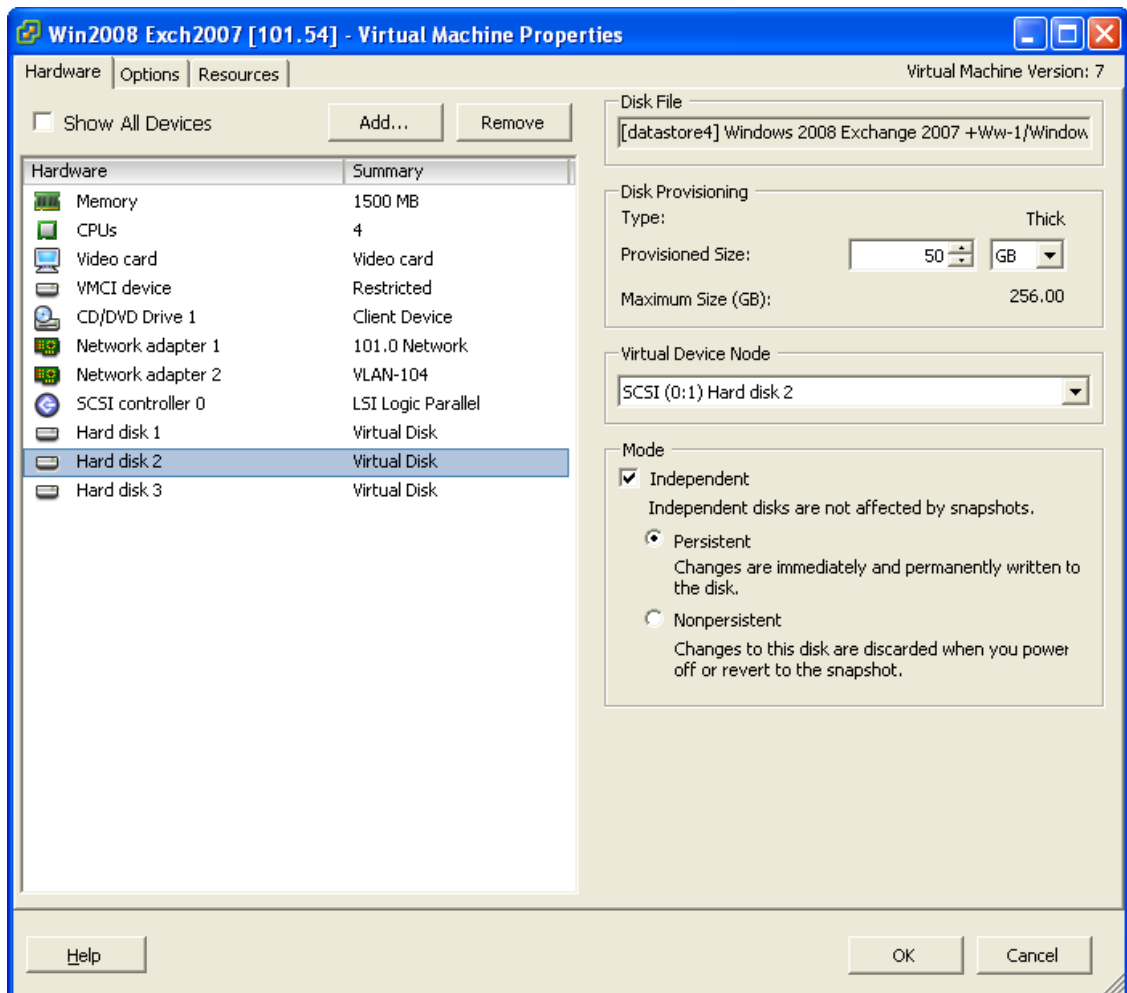 Win2008 Exch2007 [101.54] - Virtual Machine Properties
Hardware Options Resources Virtual Machine Version: 7
Show All Devices Add... Remove
Hardware Summary
Memory 1500 MB
CPUs 4
Video card Video card
VMCI device Restricted
CD/DVD Drive 1 Client Device
Network adapter 1 101.0 Network
Network adapter 2 VLAN-104
SCSI controller 0 LSI Logic Parallel
Hard disk 1 Virtual Disk
Hard disk 2 Virtual Disk
Hard disk 3 Virtual Disk
Disk File
[datastore4] Windows 2008 Exchange 2007 +Ww-1/Window
Disk Provisioning
Type: Thick
Provisioned Size: 50 GB
Maximum Size (GB): 256.00
Virtual Device Node
SCSI (0:1) Hard disk 2
Mode
Independent
Independent disks are not affected by snapshots.
Persistent
Changes are immediately and permanently written to
the disk.
Nonpersistent
Changes to this disk are discarded when you power
off or revert to the snapshot.
Help OK Cancel